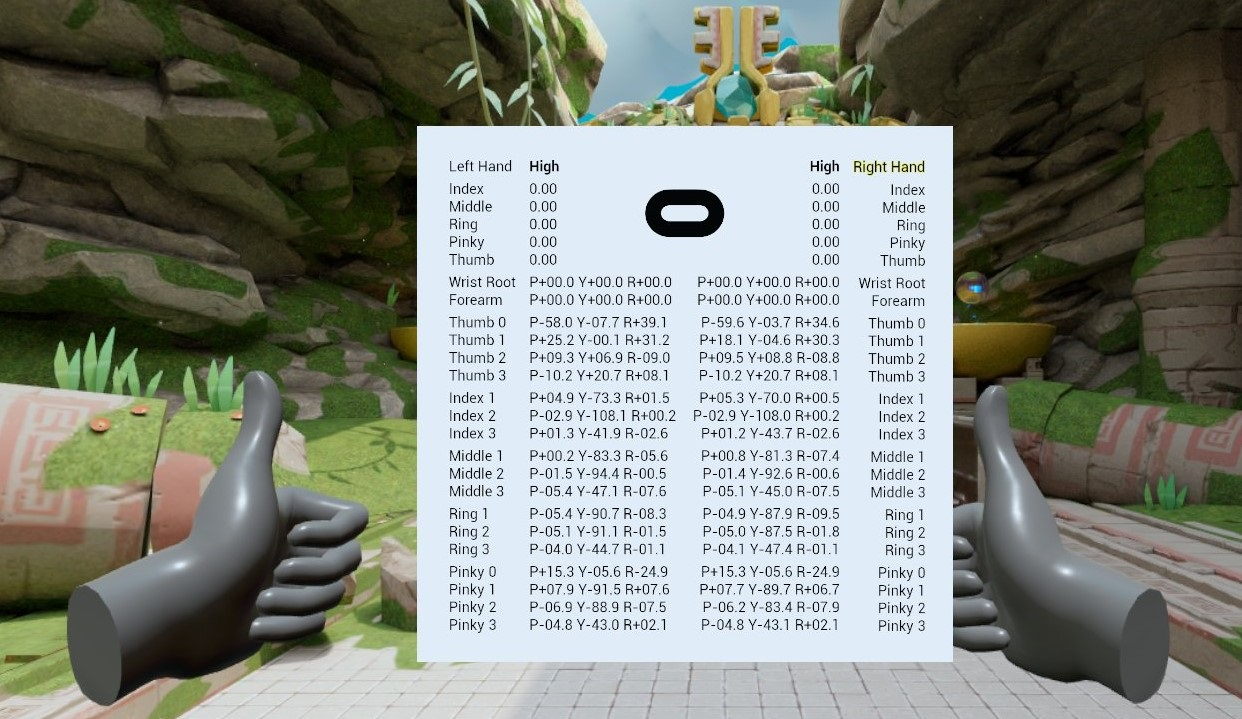 Left Hand High High Right Hand
Index 0.00 0.00 Index
Middle 0.00 0.00 Middle
Ring 0.00 0.00 Ring
Pinky 0.00 0.00 Pinky
Thumb 0.00 0.00 Thumb
Wrist Root P+00.0 Y+00.0 R+00.0 P+00.0 Y+00.0 R+00.0 Wrist Root
Forearm P+00.0 Y+00.0 R+00.0 P+00.0 Y+00.0 R+00.0 Forearm
Thumb 0 P-58.0 Y-07.7 R+39.1 P-59.6 Y-03.7 R+34.6 Thumb 0
Thumb 1 P+25.2 Y-00.1 R+31.2 P+18.1 Y-04.6 R+30.3 Thumb 1
Thumb 2 P+09.3 Y+06.9 R-09.0 P+09.5 Y+08.8 R-08.8 Thumb 2
Thumb 3 P-10.2 Y+20.7 R+08.1 P-10.2 Y+20.7 R+08.1 Thumb 3
Index 1 P+04.9 Y-73.3 R+01.5 P+05.3 Y-70.0 R+00.5 Index 1
Index 2 P-02.9 Y-108.1 R+00.2 P-02.9 Y-108.0 R+00.2 Index 2
Index 3 P+01.3 Y-41.9 R-02.6 P+01.2 Y-43.7 R-02.6 Index 3
Middle 1 P+00.2 Y-83.3 R-05.6 P+00.8 Y-81.3 R-07.4 Middle 1
Middle 2 P-01.5 Y-94.4 R-00.5 P-01.4 Y-92.6 R-00.6 Middle 2
Middle 3 P-05.4 Y-47.1 R-07.6 P-05.1 Y-45.0 R-07.5 Middle 3
Ring 1 P-05.4 Y-90.7 R-08.3 P-04.9 Y-87.9 R-09.5 Ring 1
Ring 2 P-05.1 Y-91.1 R-01.5 P-05.0 Y-87.5 R-01.8 Ring 2
Ring 3 P-04.0 Y-44.7 R-01.1 P-04.1 Y-47.4 R-01.1 Ring 3
Pinky 0 P+15.3 Y-05.6 R-24.9 P+15.3 Y-05.6 R-24.9 Pinky 0
Pinky 1 P+07.9 Y-91.5 R+07.6 P+07.7 Y-89.7 R+06.7 Pinky 1
Pinky 2 P-06.9 Y-88.9 R-07.5 P-06.2 Y-83.4 R-07.9 Pinky 2
Pinky 3 P-04.8 Y-43.0 R+02.1 P-04.8 Y-43.1 R+02.1 Pinky 3